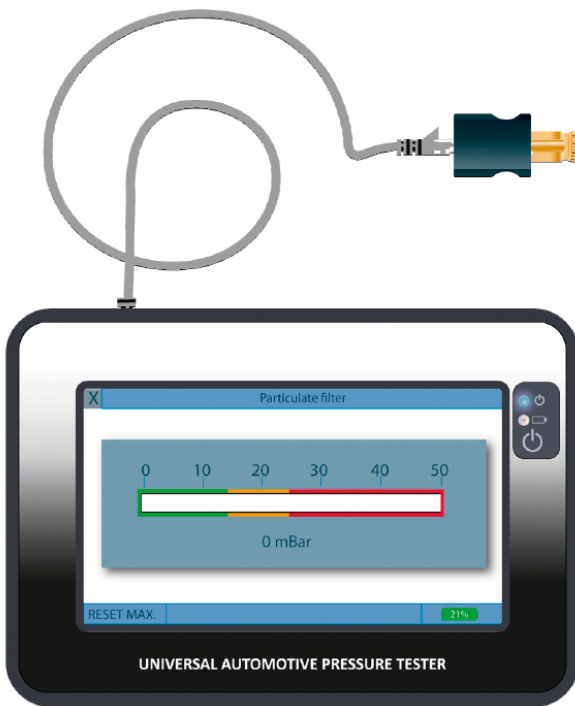 X Particulate filter
0 10 20 30 40 50
0 mBar
RESET MAX. 21%
UNIVERSAL AUTOMOTIVE PRESSURE TESTER